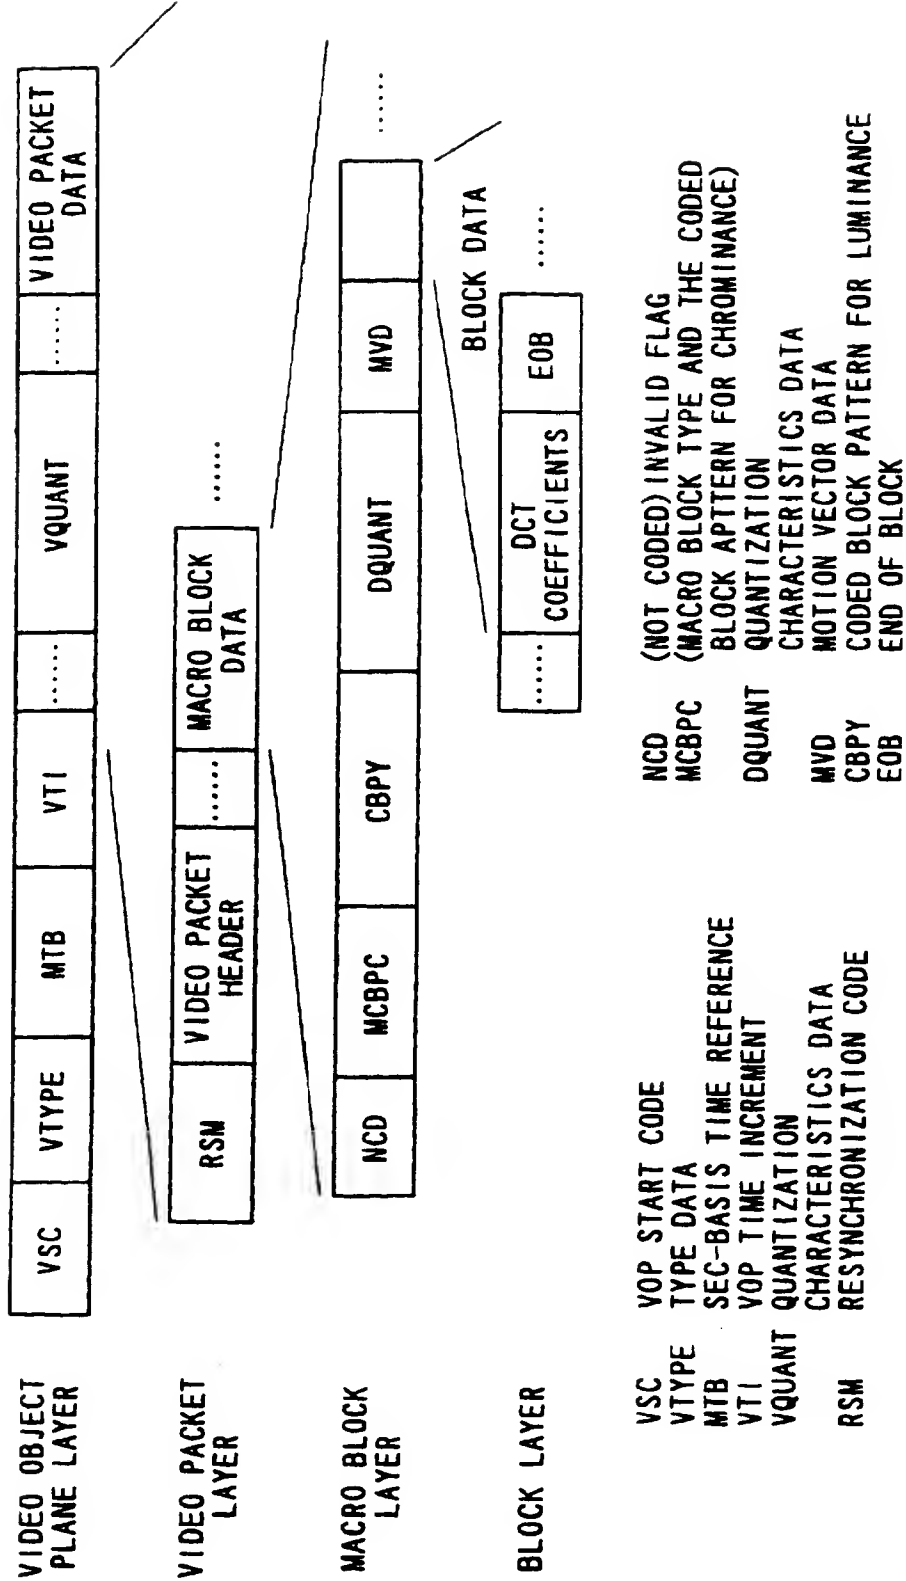 VIDEO OBJECT
PLANE LAYER
VSC
VTYPE
MTB
VTI
......
VQUANT
......
VIDEO PACKET
DATA
VIDEO PACKET
LAYER
RSM
VIDEO PACKET
HEADER
......
MACRO BLOCK
DATA
......
MACRO BLOCK
LAYER
NCD
MCBPC
CBPY
DQUANT
MVD
......
BLOCK DATA
BLOCK LAYER
......
DCT
COEFFICIENTS
EOB
......
VSC VOP START CODE
VTYPE TYPE DATA
MTB SEC-BASIS TIME REFERENCE
VTI VOP TIME INCREMENT
VQUANT QUANTIZATION
CHARACTERISTICS DATA
RSM RESYNCHRONIZATION CODE
NCD (NOT CODED)INVALID FLAG
MCBPC (MACRO BLOCK TYPE AND THE CODED
BLOCK APTTERN FOR CHROMINANCE)
DQUANT QUANTIZATION
CHARACTERISTICS DATA
MVD MOTION VECTOR DATA
CBPY CODED BLOCK PATTERN FOR LUMINANCE
EOB END OF BLOCK